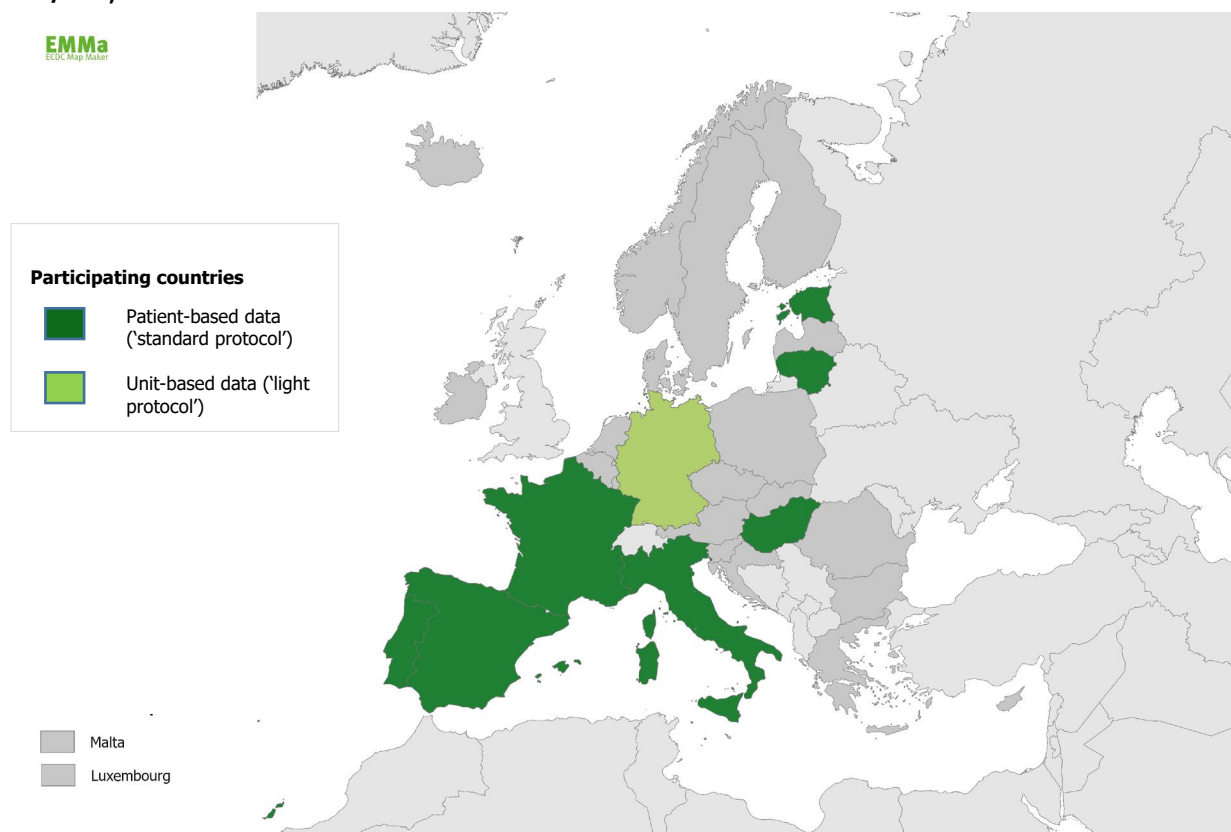 EMMa
ECDC Map Maker
Participating countries
Patient-based data
(‘standard protocol’)
Unit-based data (‘light
protocol’)
Malta
Luxembourg